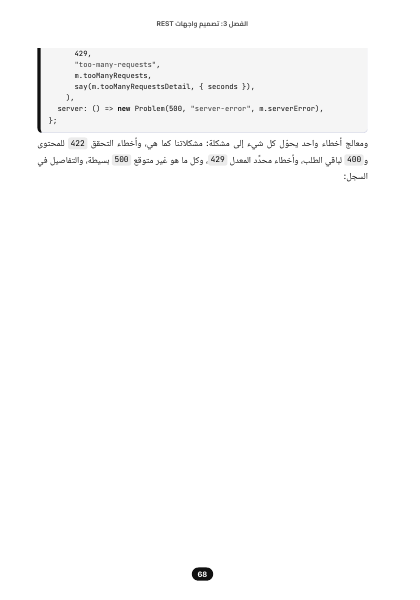 الفصل 3: تصميم واجهات REST
429,
"too-many-requests",
m.tooManyRequests,
say(m.tooManyRequestsDetail, { seconds }),
),
server: () => new Problem(500, "server-error", m.serverError),
};
ومعالج أخطاء واحد يحوّل كل شيء إلى مشكلة: مشكلاتنا كما هي، وأخطاء التحقق 422 للمحتوى
و 400 لباقي الطلب، وأخطاء محدّد المعدل 429، وكل ما هو غير متوقع 500 بسيطة، والتفاصيل في
السجل:
68